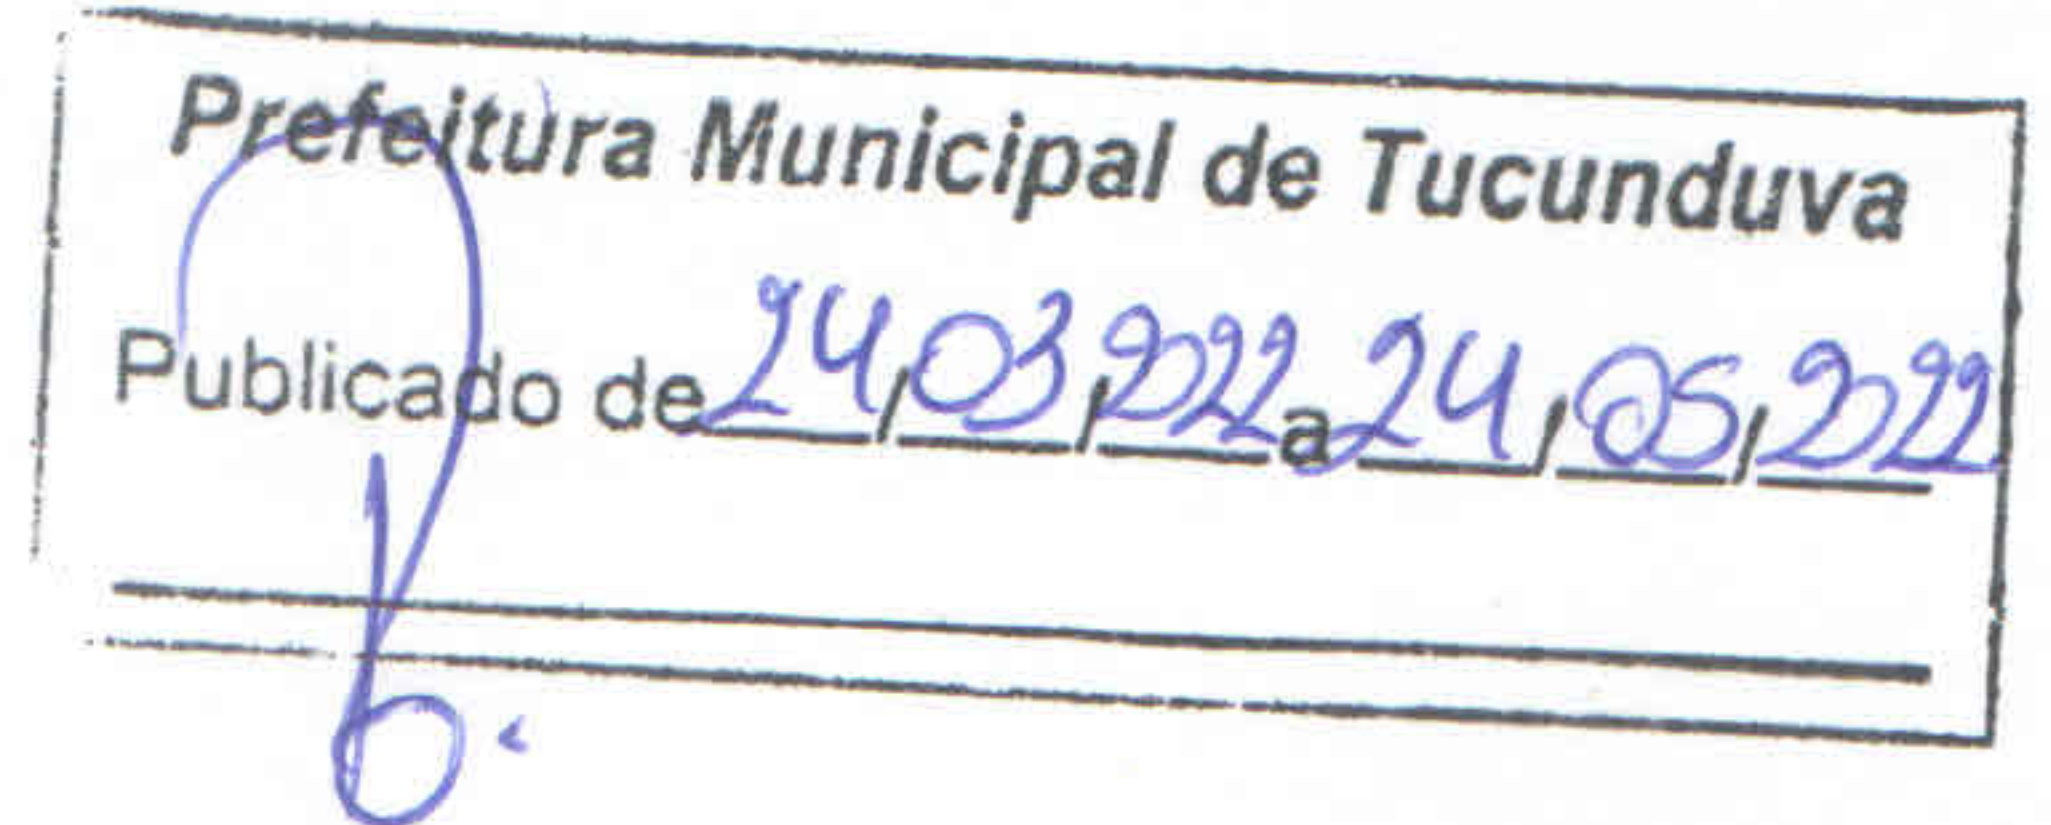 Prefeitura Municipal de Tucunduva
Publicado de 24/03/2022 a 24/05/2022